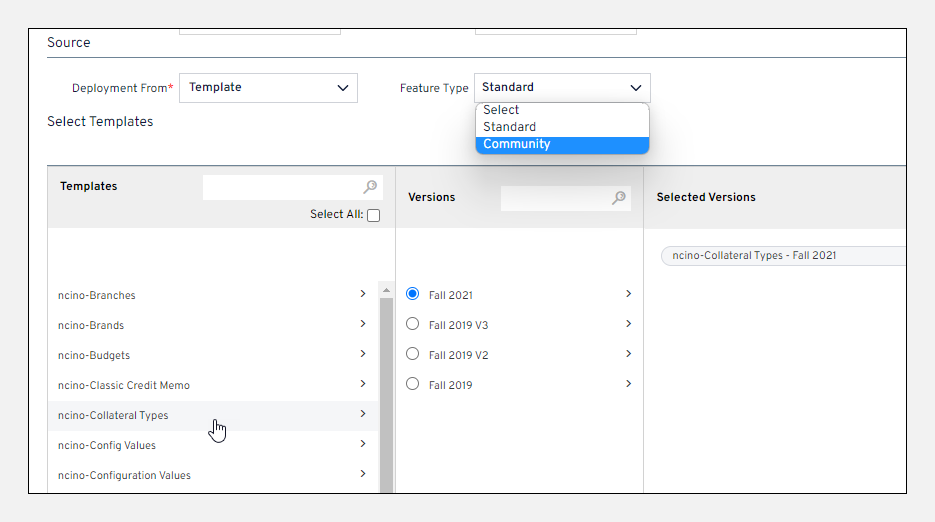 Source
Deployment From* Template Feature Type Standard
Select
Standard
Community
Select Templates
Templates
Select All:
Versions
Selected Versions
ncino-Collateral Types - Fall 2021
ncino-Branches
ncino-Brands
ncino-Budgets
ncino-Classic Credit Memo
ncino-Collateral Types
ncino-Config Values
ncino-Configuration Values
Fall 2021
Fall 2019 V3
Fall 2019 V2
Fall 2019